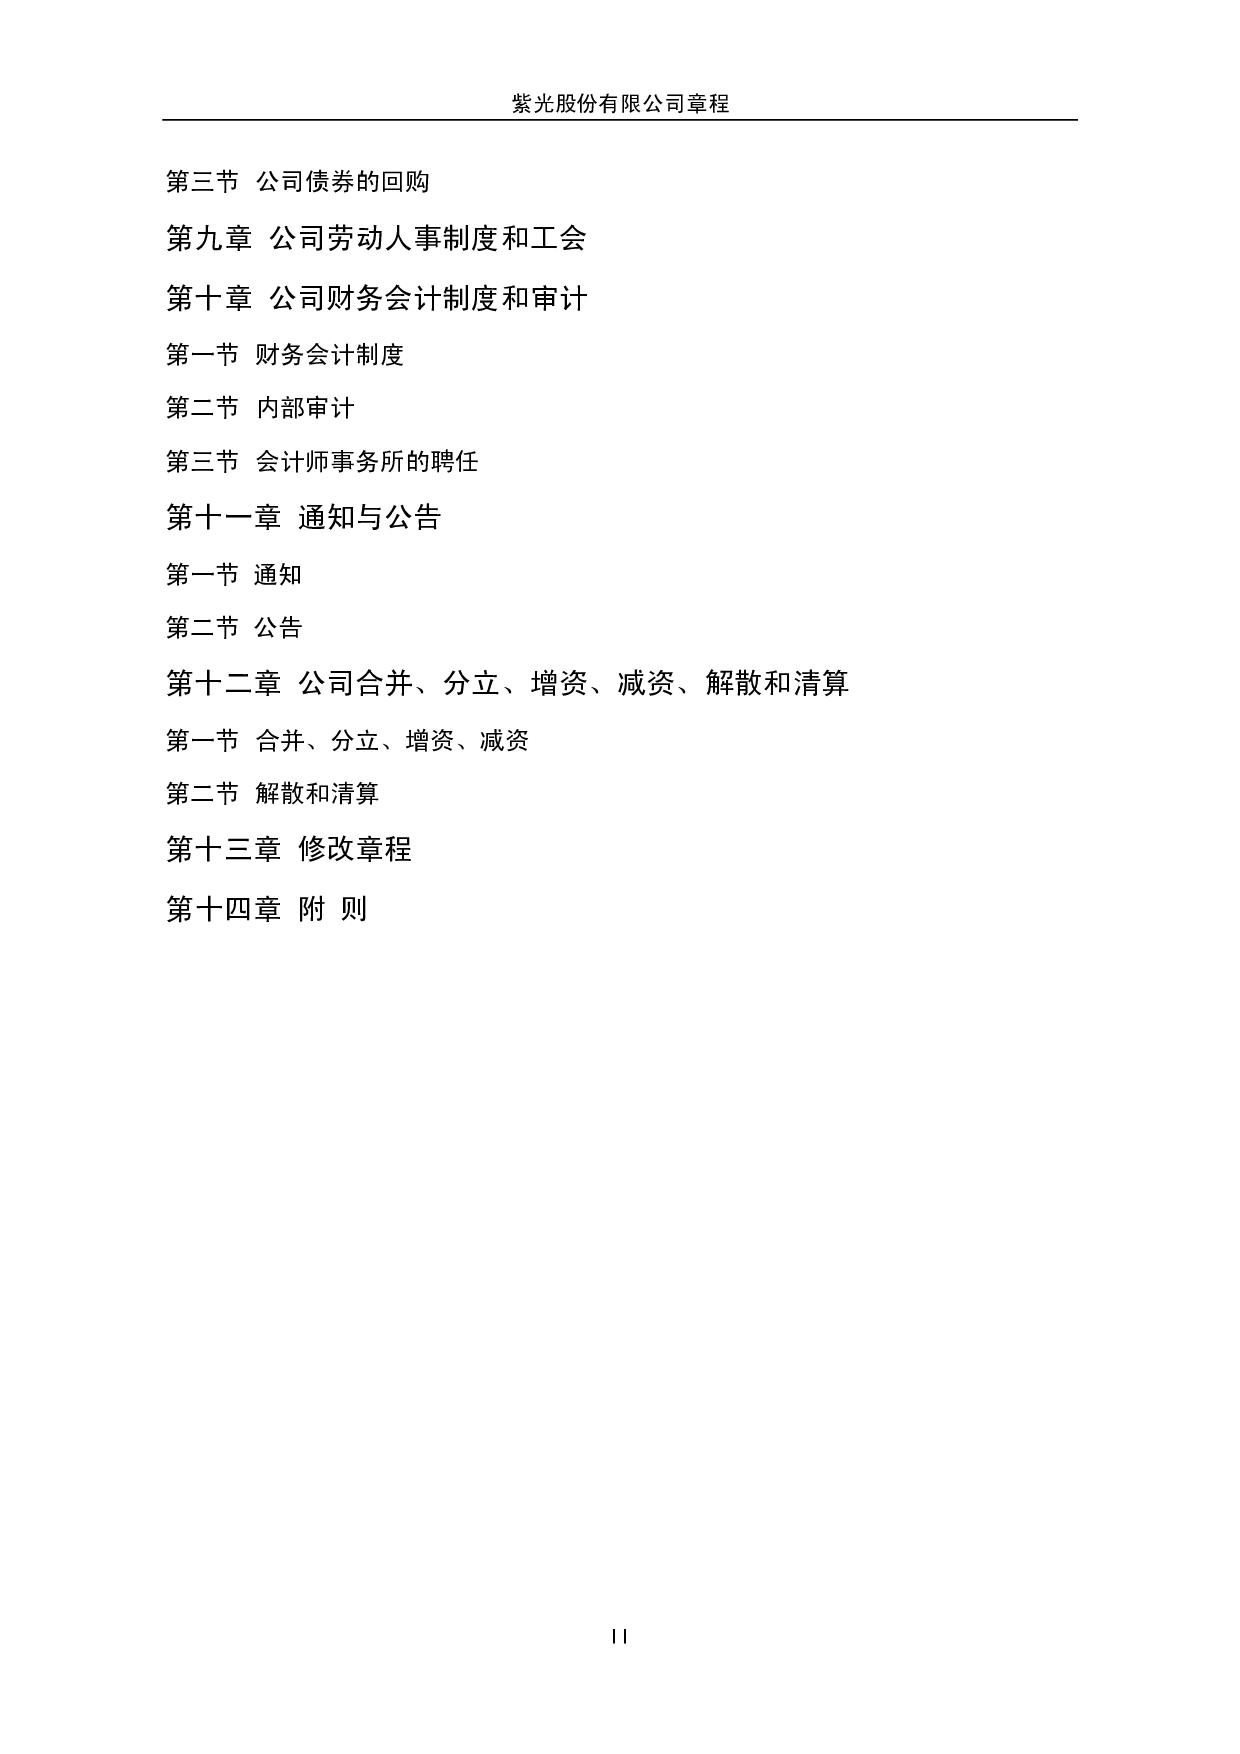 紫光股份有限公司章程
第三节 公司债券的回购
第九章 公司劳动人事制度和工会
第十章 公司财务会计制度和审计
第一节 财务会计制度
第二节 内部审计
第三节 会计师事务所的聘任
第十一章 通知与公告
第一节 通知
第二节 公告
第十二章 公司合并、分立、增资、减资、解散和清算
第一节 合并、分立、增资、减资
第二节 解散和清算
第十三章 修改章程
第十四章 附 则
II